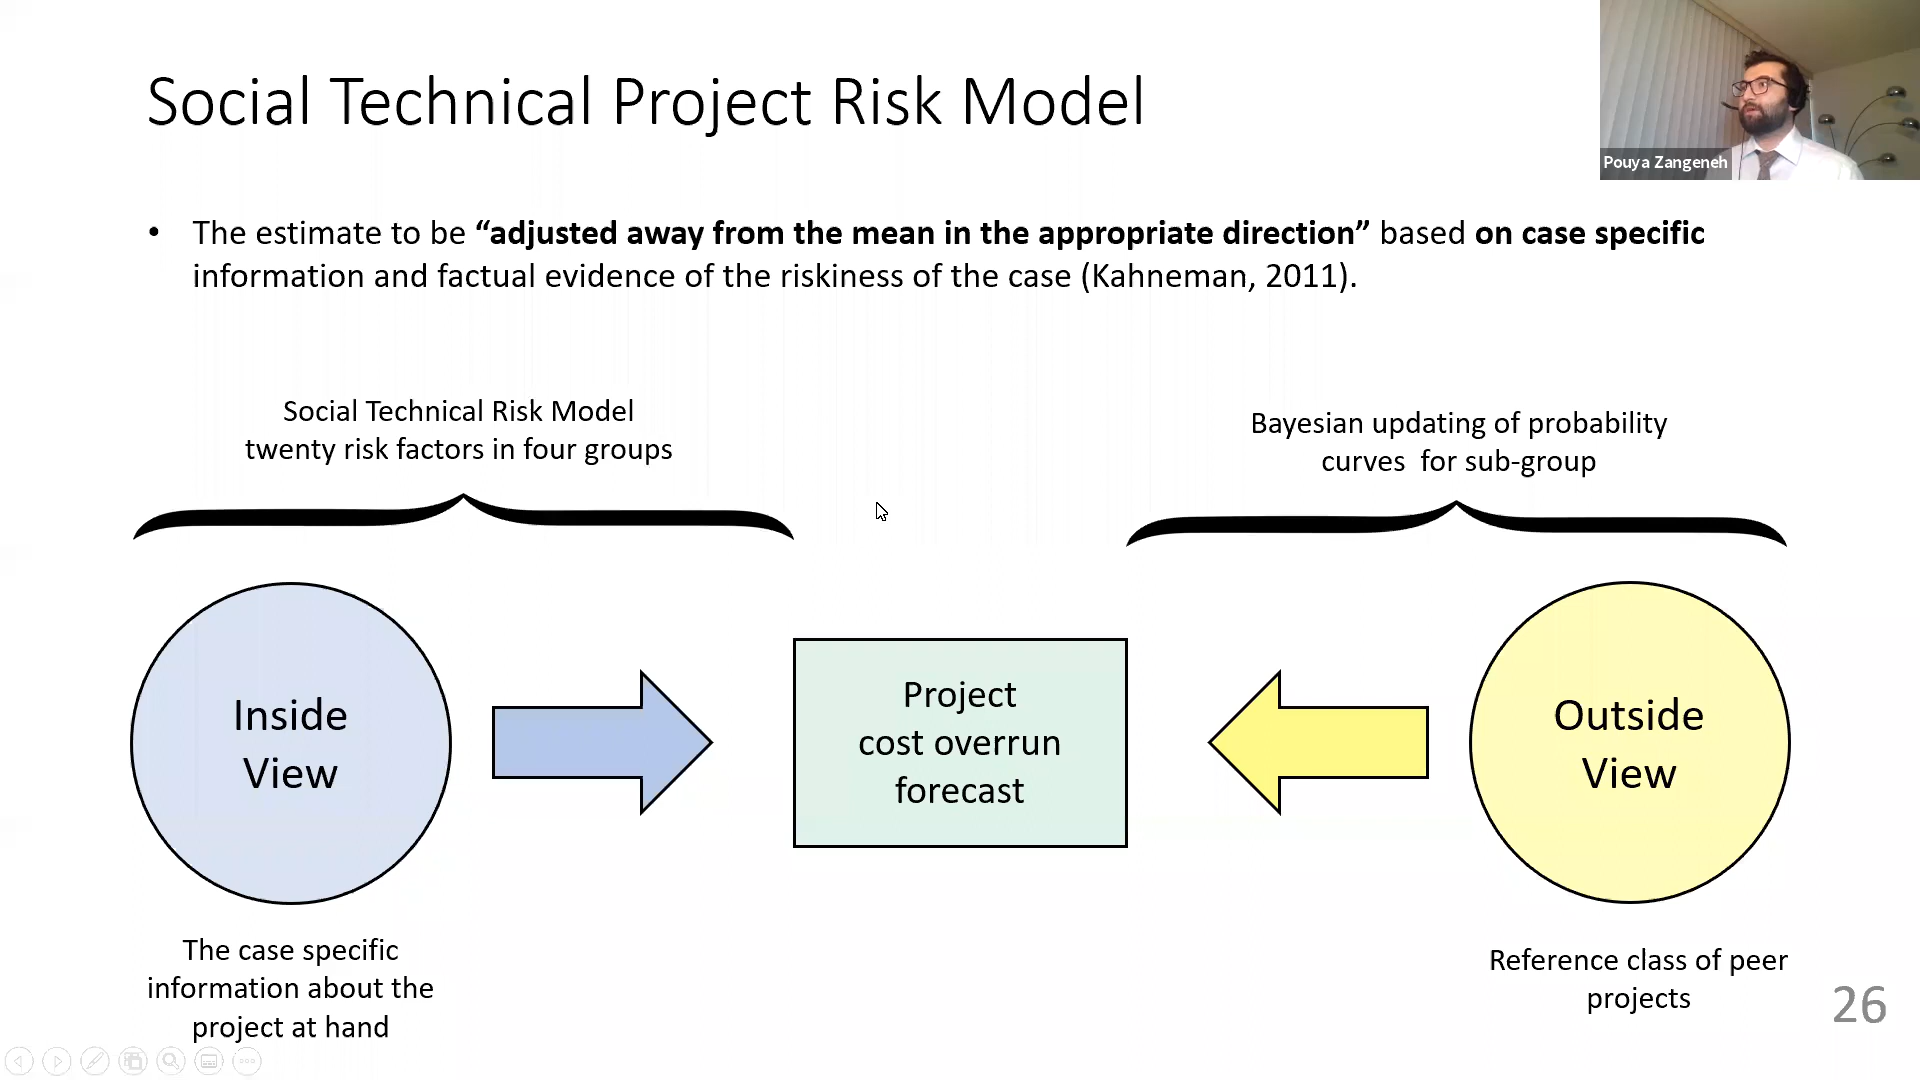 Social Technical Project Risk Model
Pouya Zangeneh
• The estimate to be “adjusted away from the mean in the appropriate direction” based on case specific
information and factual evidence of the riskiness of the case (Kahneman, 2011).
Social Technical Risk Model
twenty risk factors in four groups
Bayesian updating of probability
curves for sub-group
Inside
View
Project
cost overrun
forecast
Outside
View
The case specific
information about the
project at hand
Reference class of peer
projects
26